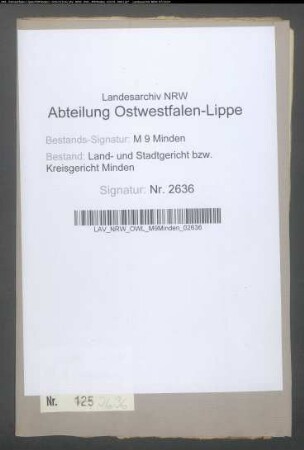 Landesarchiv NRW
Abteilung Ostwestfalen-Lippe
Bestands-Signatur: M 9 Minden
Bestand: Land- und Stadtgericht bzw.
Kreisgericht Minden
Signatur: Nr. 2636
LAV_NRW_OWL_M9Minden_02636
Nr. 125